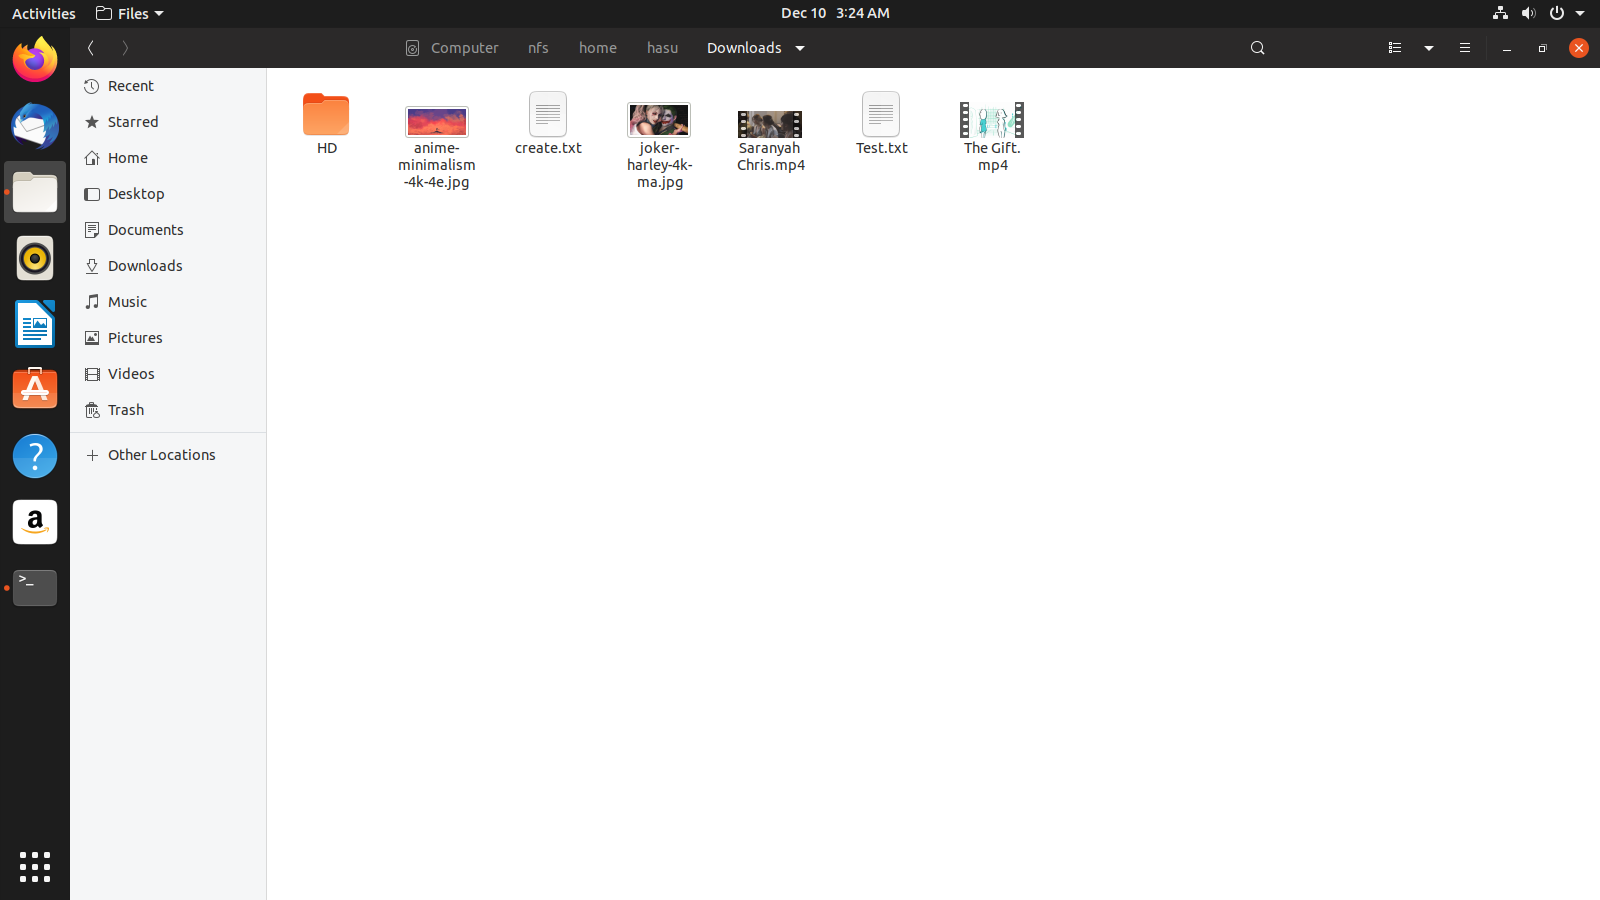 Activities
Files
Dec 10 3:24 AM
Computer
nfs
home
hasu
Downloads
Recent
Starred
Home
Desktop
Documents
Downloads
Music
Pictures
Videos
Trash
Other Locations
HD
anime-
minimalism
-4k-4e.jpg
create.txt
joker-
harley-4k-
ma.jpg
Saranyah
Chris.mp4
Test.txt
The Gift.
mp4